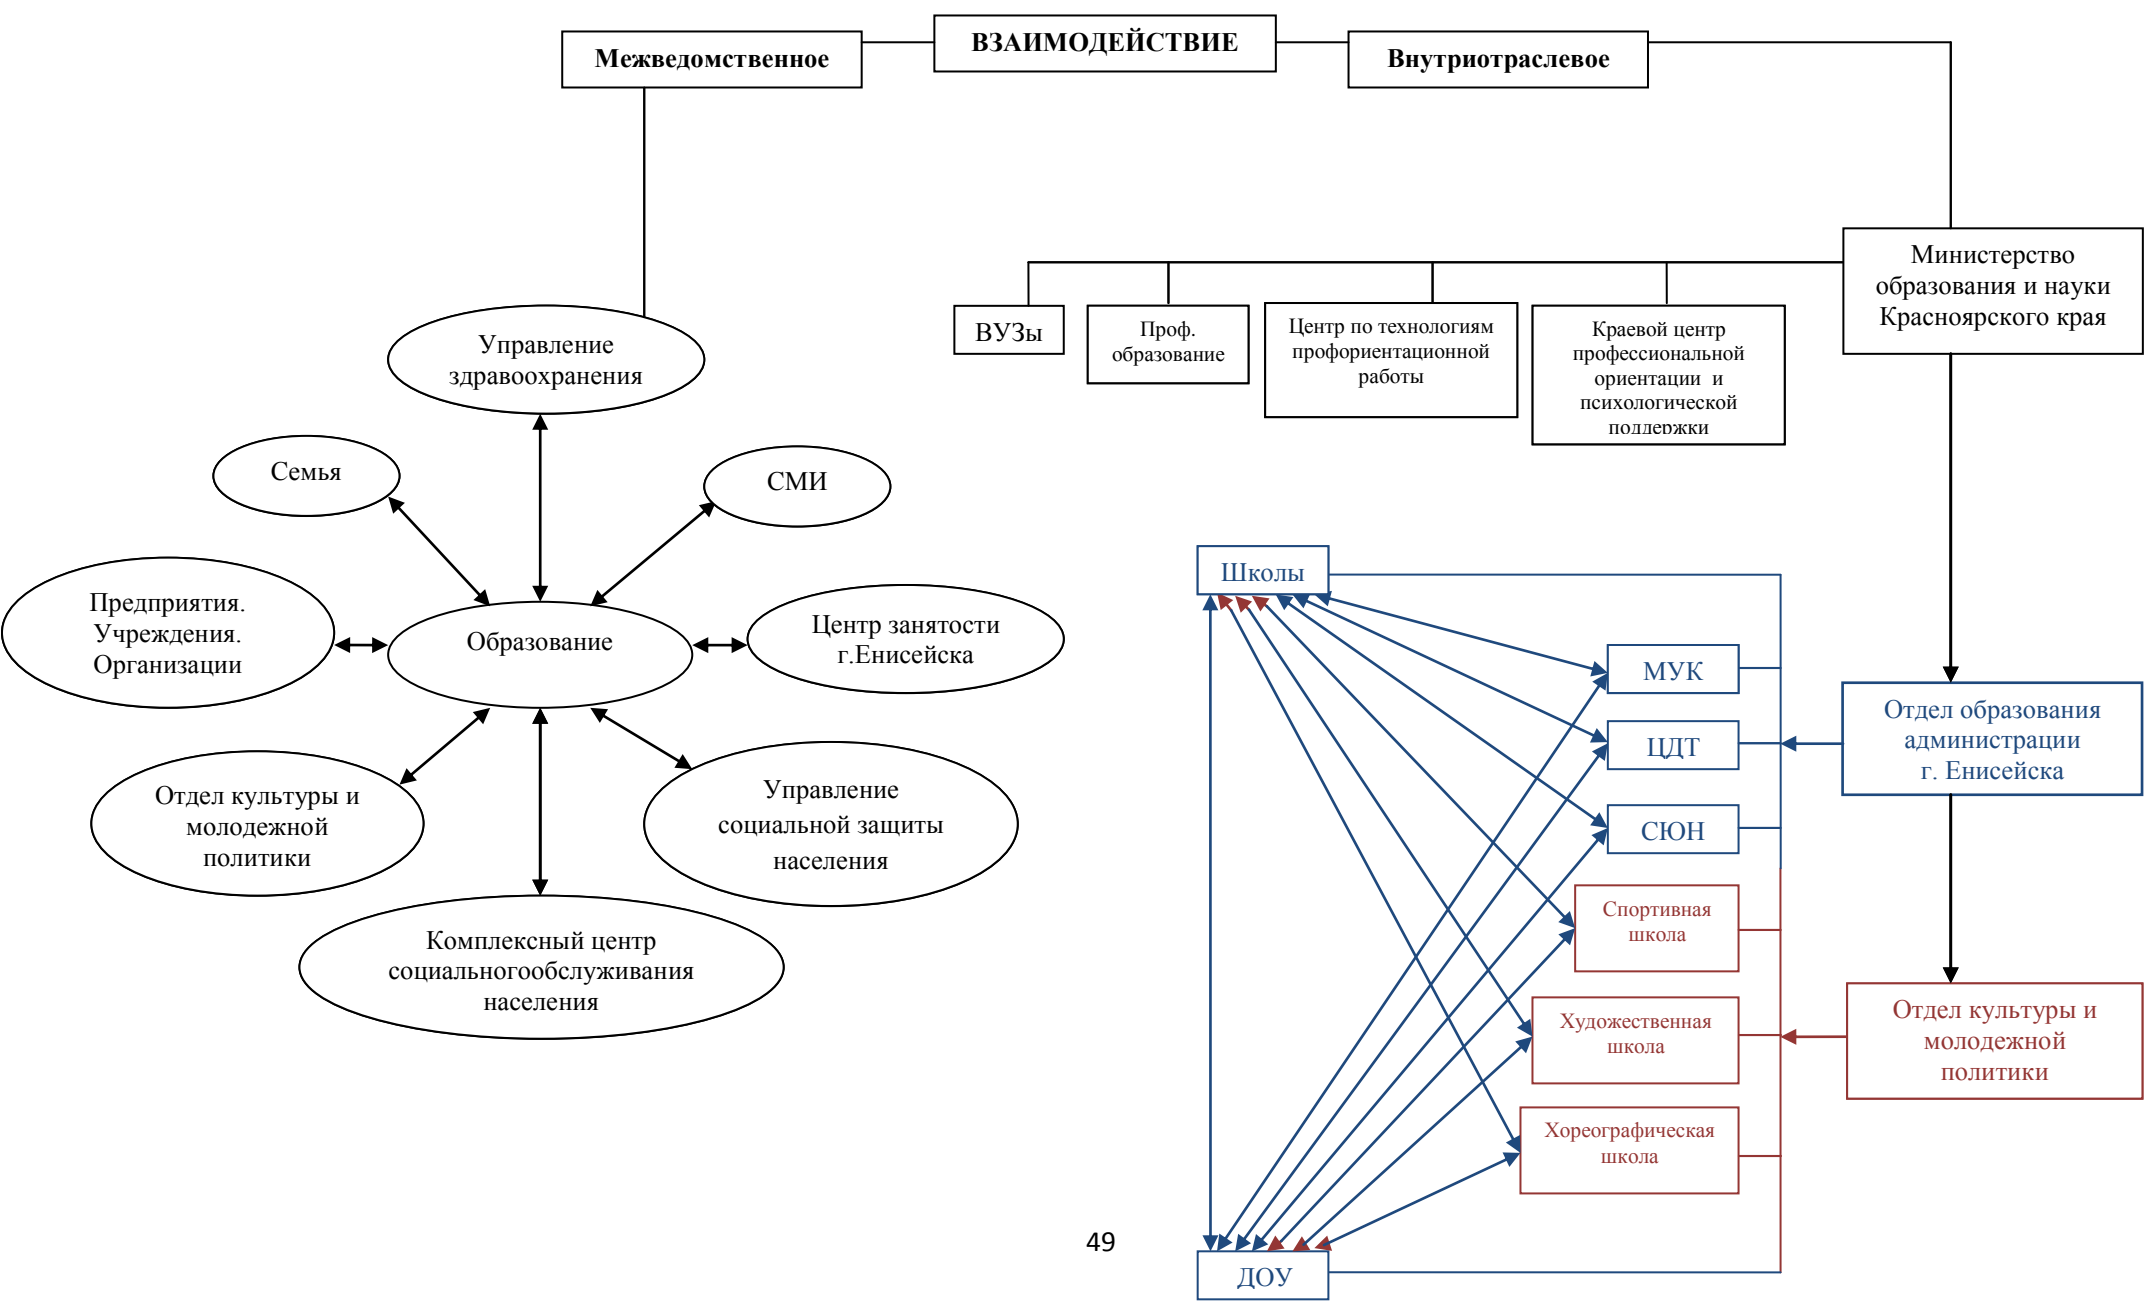 ВЗАИМОДЕЙСТВИЕ
Межведомственное
Внутриотраслевое
Управление
здравоохранения
Семья
СМИ
Предприятия.
Учреждения.
Организации
Образование
Центр занятости
г.Енисейска
Отдел культуры и
молодежной
политики
Управление
социальной защиты
населения
Комплексный центр
социальногообслуживания
населения
Министерство
образования и науки
Красноярского края
ВУЗы
Проф.
образование
Центр по технологиям
профориентационной
работы
Краевой центр
профессиональной
ориентации и
психологической
поддержки
Школы
МУК
ЦДТ
СЮН
Спортивная
школа
Художественная
школа
Хореографическая
школа
ДОУ
Отдел образования
администрации
г. Енисейска
Отдел культуры и
молодежной
политики
49